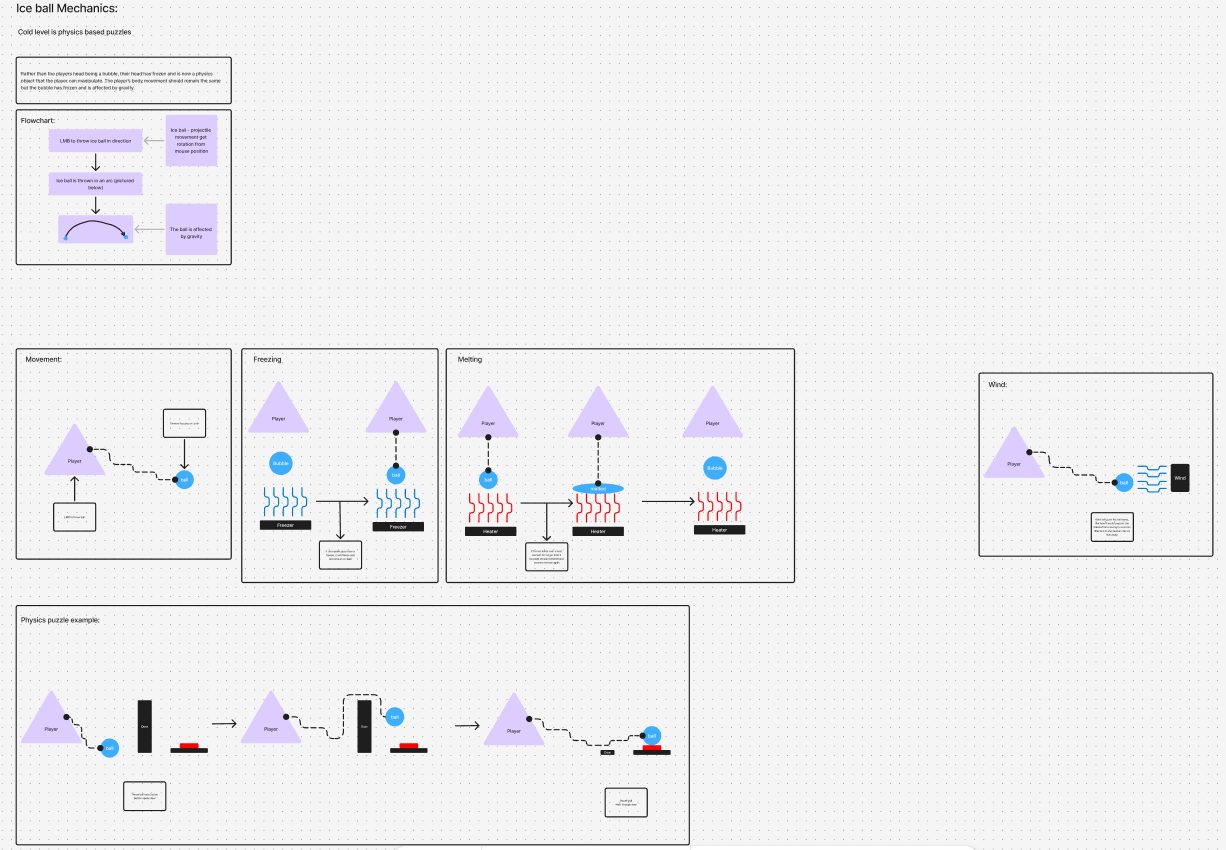 Ice ball Mechanics:
Cold level is physics based puzzles
Rather than the players head being a bubble, their head has frozen and is now a physics
object that the player can manipulate. The player's body movement should remain the same
but the bubble has frozen and is affected by gravity.
Flowchart:
LMB to throw ice ball in direction
Ice ball - projectile
movement get
rotation from
mouse position
Ice ball is thrown in an arc (pictured
below)
The ball is affected
by gravity
Movement:
Player
ball
Freezing
Player
Player
Bubble
ball
Freezer
Freezer
Melting
Player
Player
Player
ball
Bubble
Heater
Heater
Heater
Wind:
Player
ball
Wind
Physics puzzle example:
Player
ball
Door
Player
ball
Door
Player
ball
Door